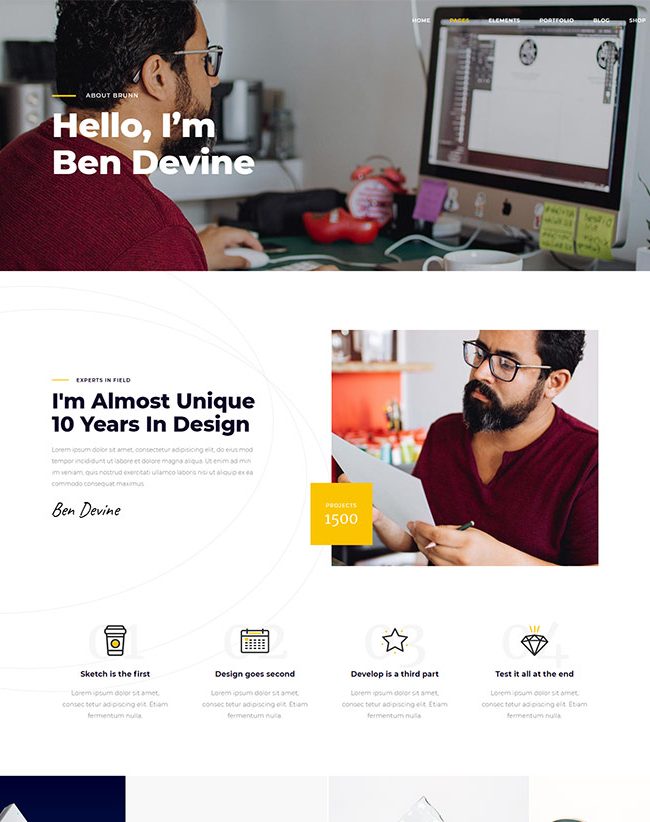 HOME PAGES ELEMENTS PORTFOLIO BLOG SHOP
ABOUT BRUNN
Hello, I'm
Ben Devine
EXPERTS IN FIELD
I'm Almost Unique
10 Years In Design
Lorem ipsum dolor sit amet, consectetur adipisicing elit, do eius mod
tempor incididunt ut labore et dolore magna aliqua. Ut enim ad min
im veniam, quis nostrud exercitation ullamco laboris nisi ut aliquip ex ea
commodo consequat maximus
Ben Devine
PROJECTS
1500
01
02
03
04
Sketch is the first
Design goes second
Develop is a third part
Test it all at the end
Lorem ipsum dolor sit amet,
consec tetur adipiscing elit. Etiam
fermentum nulla.
Lorem ipsum dolor sit amet,
consec tetur adipiscing elit. Etiam
fermentum nulla.
Lorem ipsum dolor sit amet,
consec tetur adipiscing elit. Etiam
fermentum nulla.
Lorem ipsum dolor sit amet,
consec tetur adipiscing elit. Etiam
fermentum nulla.